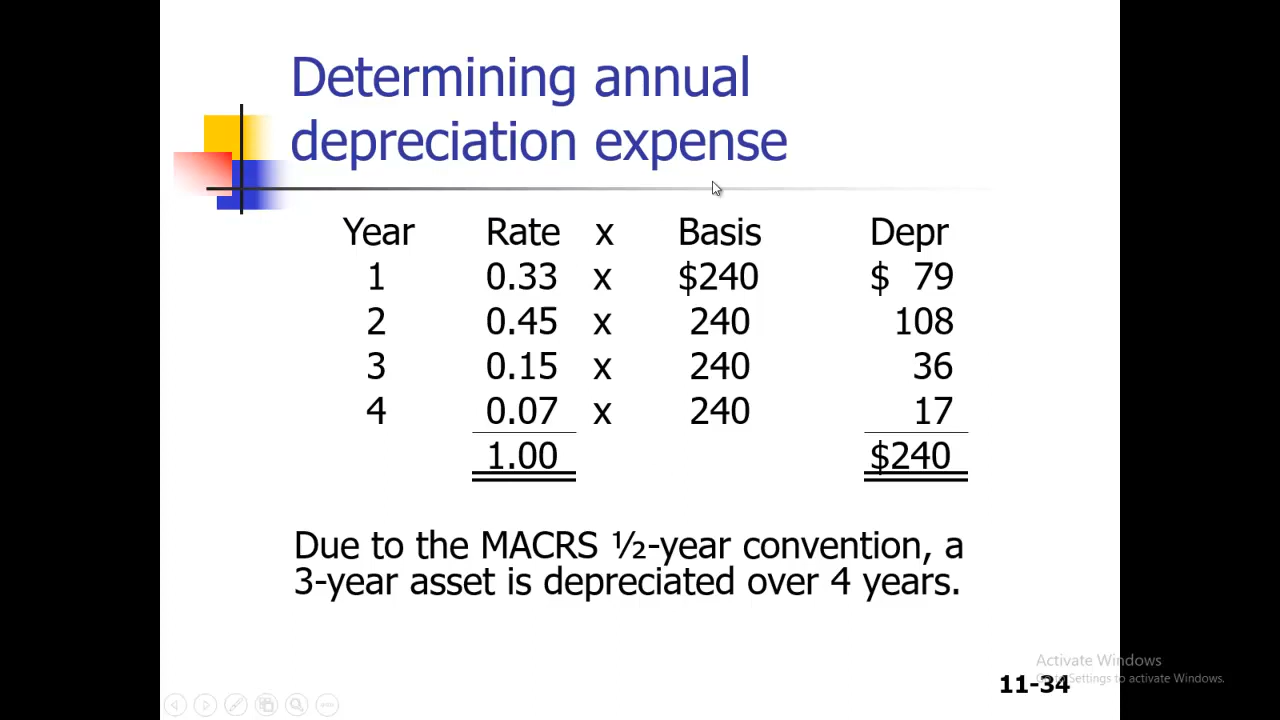 Determining annual
depreciation expense
Year Rate x Basis Depr
1 0.33 x $240 $ 79
2 0.45 x 240 108
3 0.15 x 240 36
4 0.07 x 240 17
1.00 $240
Due to the MACRS ½-year convention, a
3-year asset is depreciated over 4 years.
Activate Windows
Go to Settings to activate Windows.
11-34